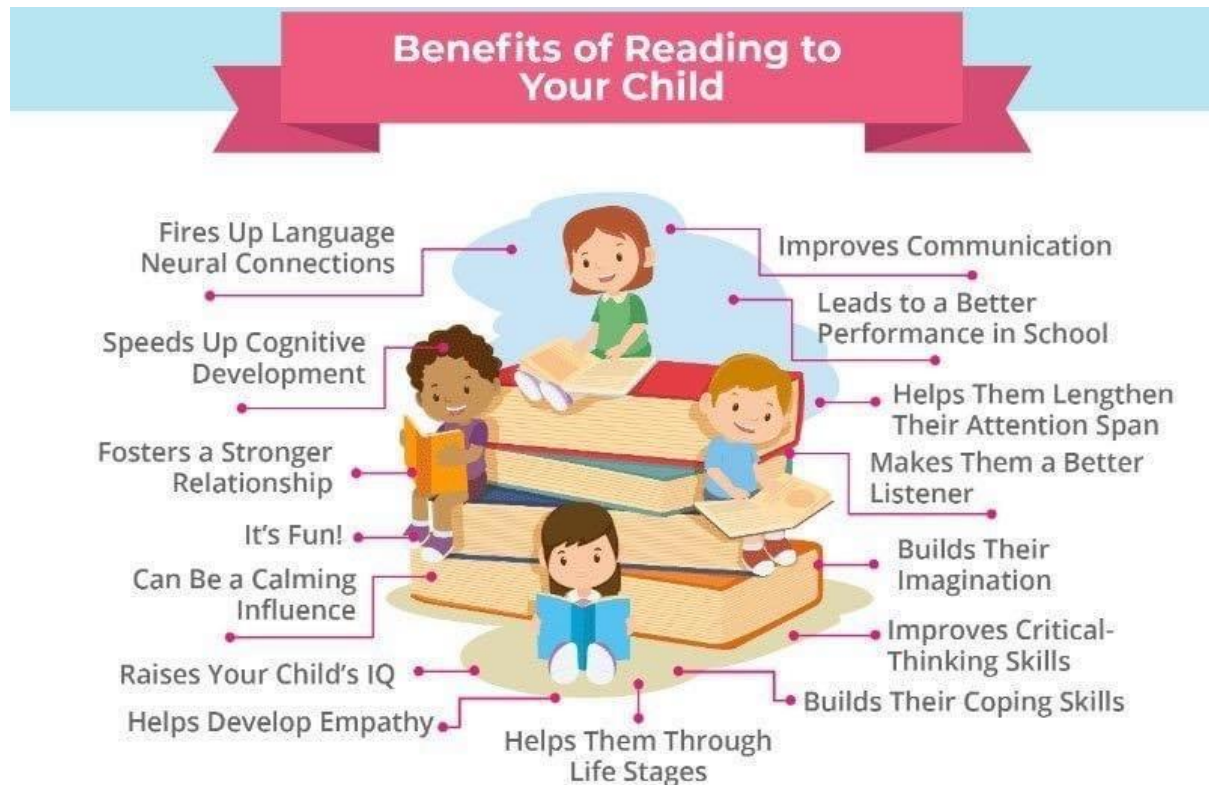 Benefits of Reading to
Your Child
Fires Up Language
Neural Connections
Speeds Up Cognitive
Development
Fosters a Stronger
Relationship
It's Fun!
Can Be a Calming
Influence
Raises Your Child's IQ
Helps Develop Empathy
Helps Them Through
Life Stages
Improves Communication
Leads to a Better
Performance in School
Helps Them Lengthen
Their Attention Span
Makes Them a Better
Listener
Builds Their
Imagination
Improves Critical-
Thinking Skills
Builds Their Coping Skills